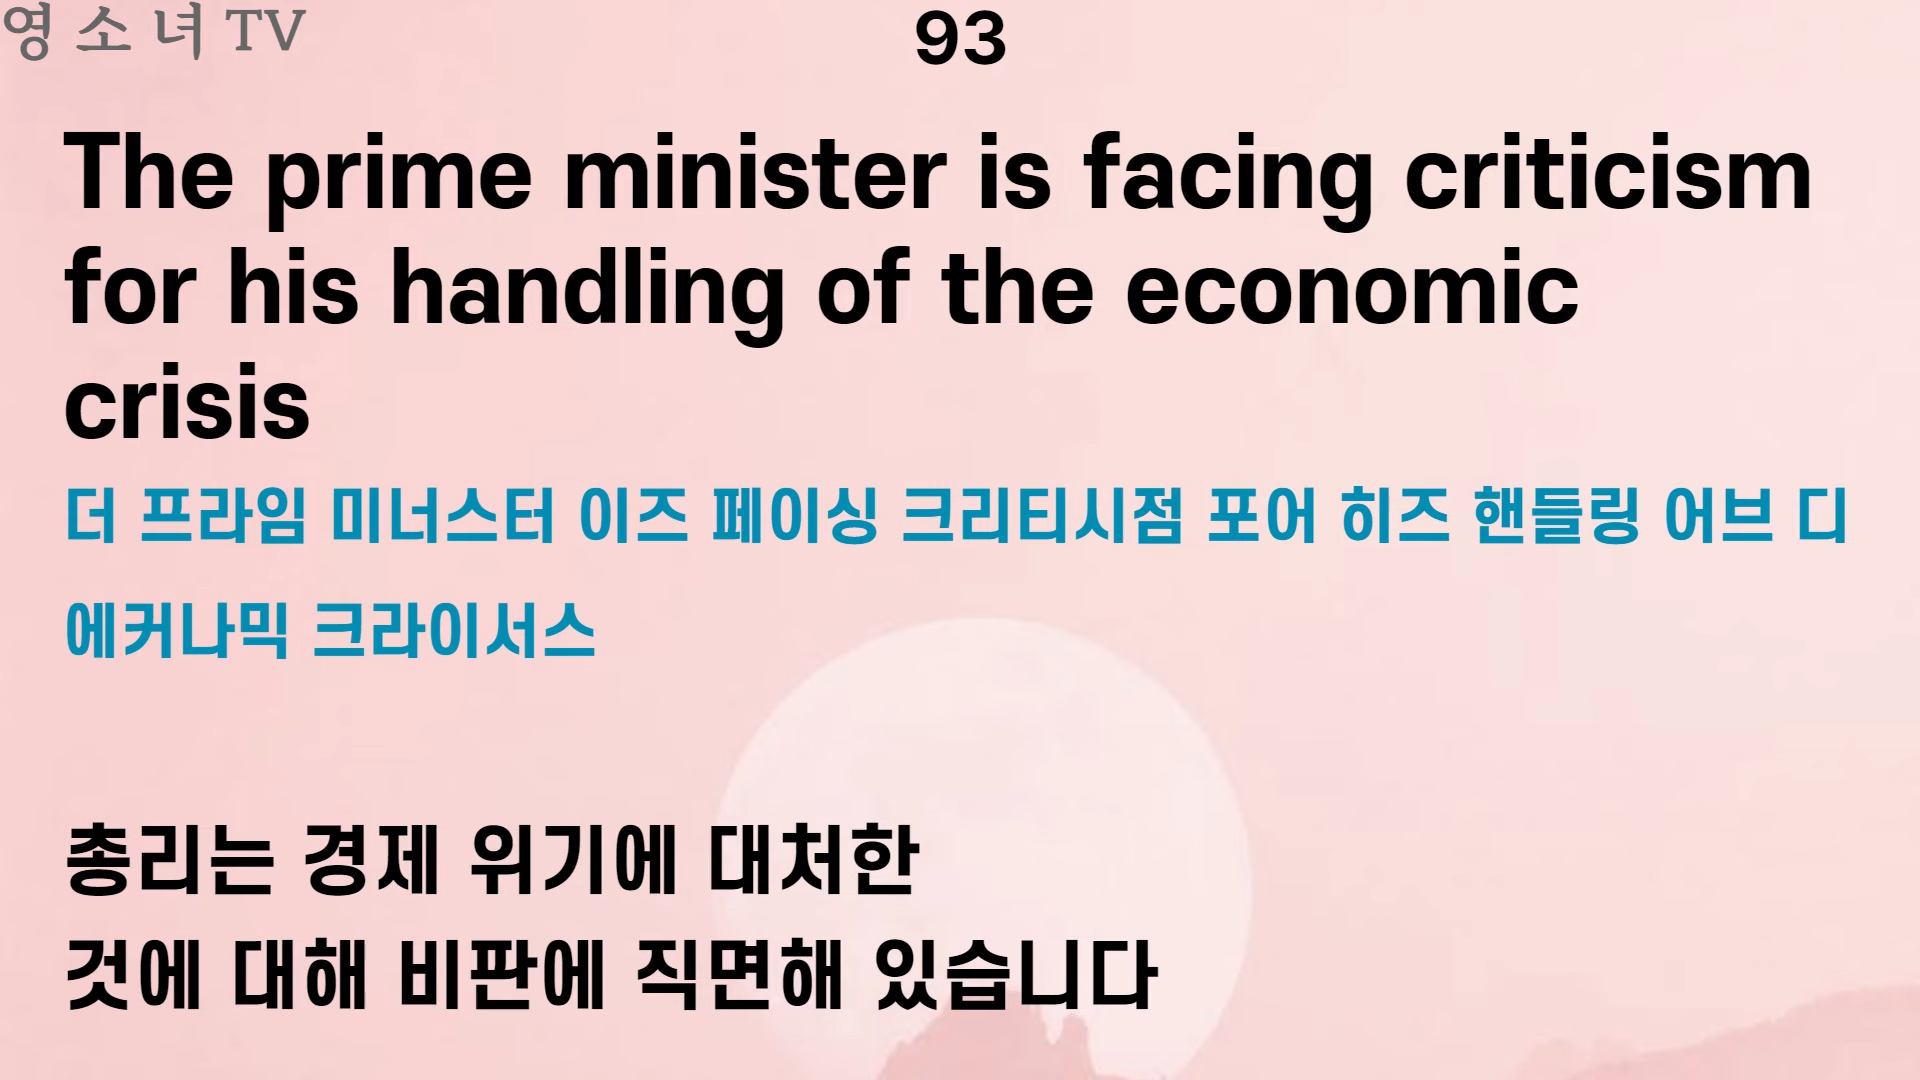 영소녀TV
93
The prime minister is facing criticism
for his handling of the economic
crisis
더 프라임 미너스터 이즈 페이싱 크리티시점 포어 히즈 핸들링 어브 디
에커나믹 크라이서스
총리는 경제 위기에 대처한
것에 대해 비판에 직면해 있습니다